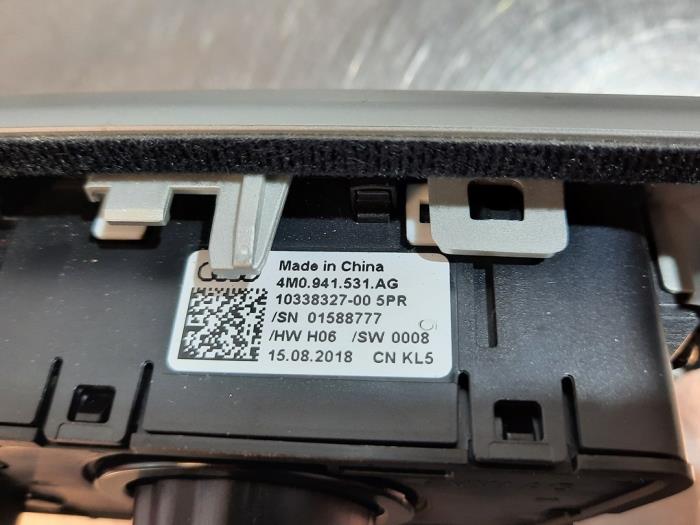 Made in China
4M0.941.531.AG
10338327-00 5PR
/SN 01588777
/HW H06 /SW 0008
15.08.2018 CN KL5